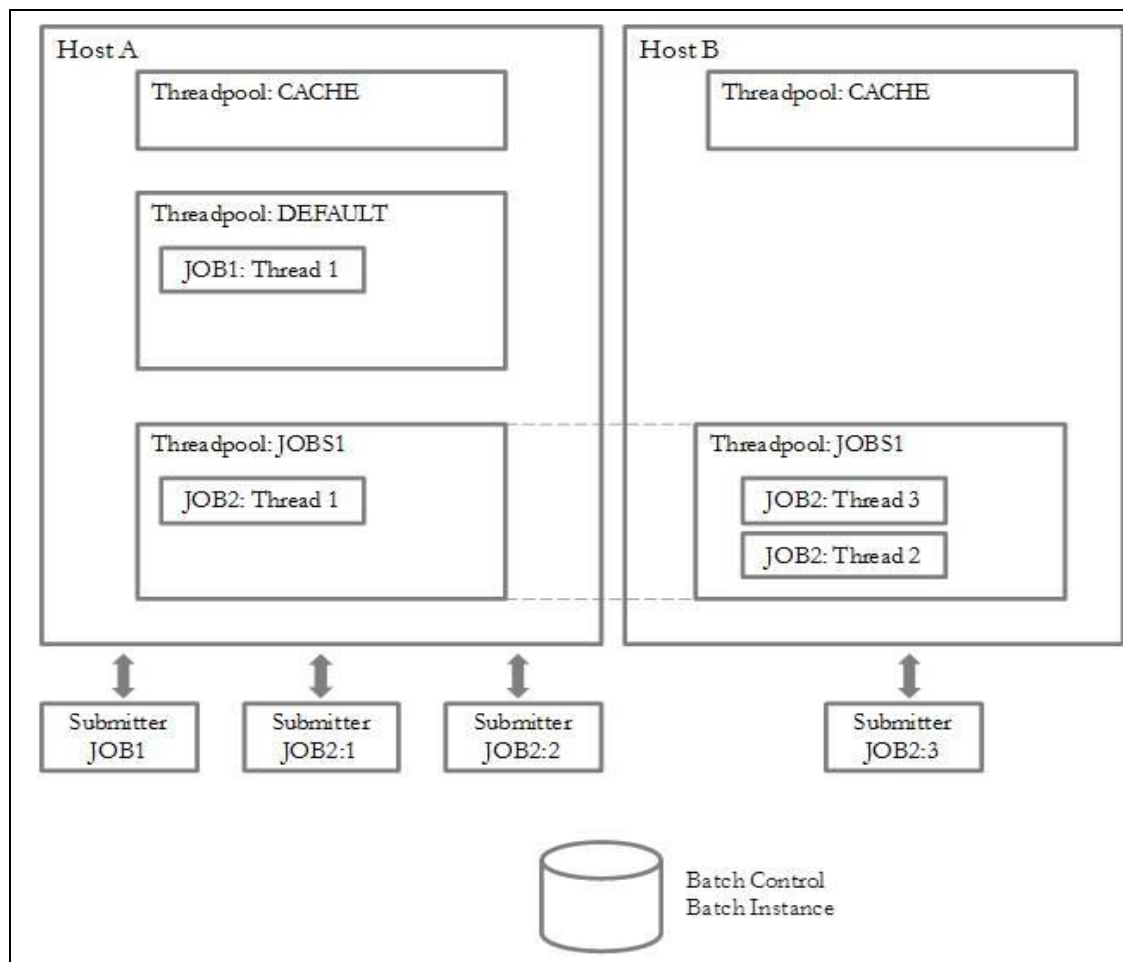 Host A
Threadpool: CACHE
Threadpool: DEFAULT
JOB1: Thread 1
Threadpool: JOBS1
JOB2: Thread 1
Host B
Threadpool: CACHE
Threadpool: JOBS1
JOB2: Thread 3
JOB2: Thread 2
Submitter
JOB1
Submitter
JOB2:1
Submitter
JOB2:2
Submitter
JOB2:3
Batch Control
Batch Instance